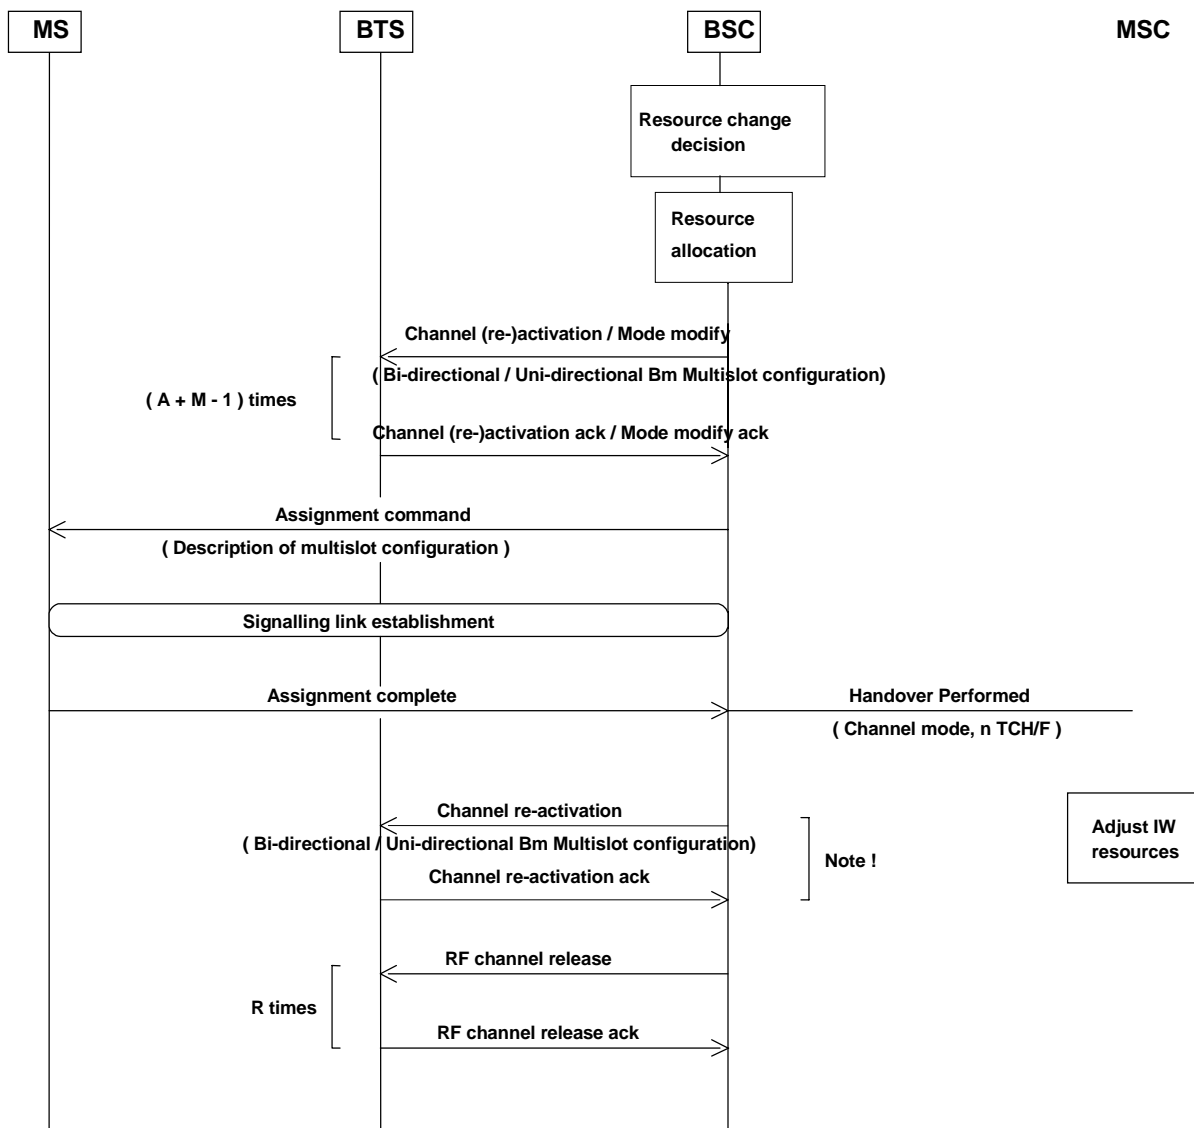 MS
BTS
BSC
MSC
Resource change
decision
Resource
allocation
Channel (re-)activation / Mode modify
( Bi-directional / Uni-directional Bm Multislot configuration)
( A + M - 1 ) times
Channel (re-)activation ack / Mode modify ack
Assignment command
( Description of multislot configuration )
Signalling link establishment
Assignment complete
Handover Performed
( Channel mode, n TCH/F )
Channel re-activation
( Bi-directional / Uni-directional Bm Multislot configuration)
Channel re-activation ack
Note !
Adjust IW
resources
RF channel release
R times
RF channel release ack